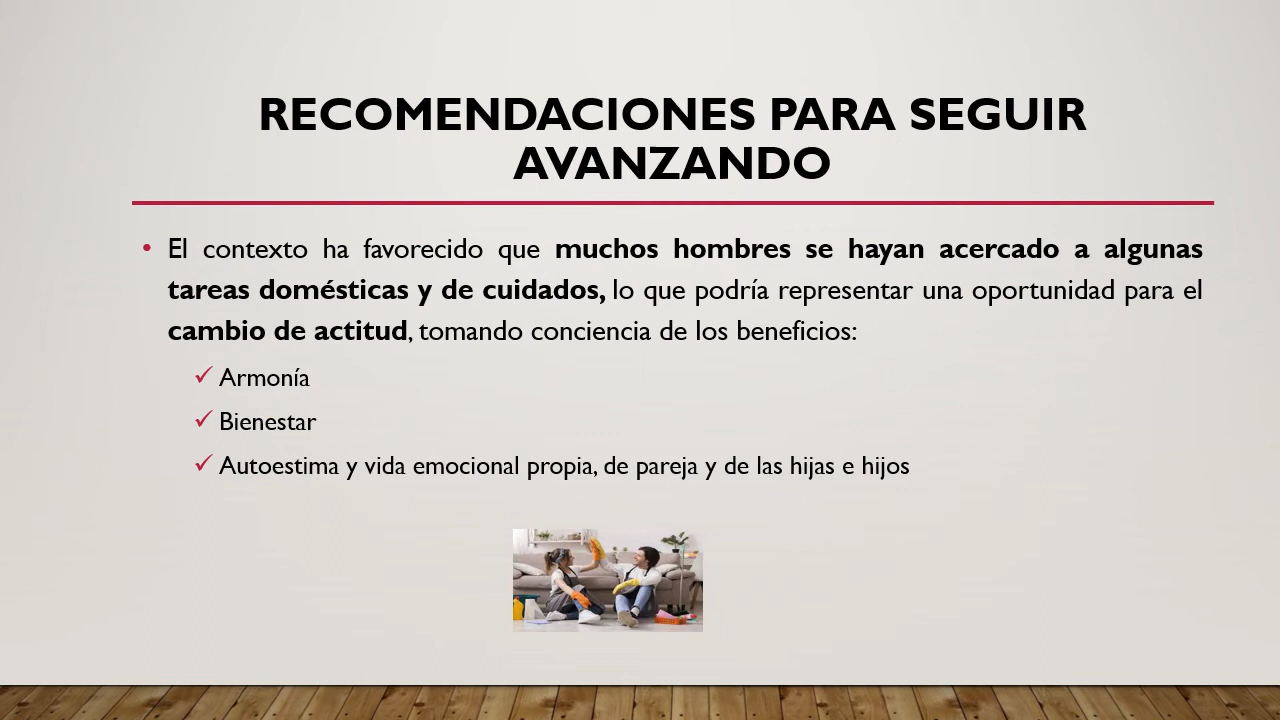 RECOMENDACIONES PARA SEGUIR
AVANZANDO
• El contexto ha favorecido que muchos hombres se hayan acercado a algunas
tareas domésticas y de cuidados, lo que podría representar una oportunidad para el
cambio de actitud, tomando conciencia de los beneficios:
✓ Armonía
✓ Bienestar
✓ Autoestima y vida emocional propia, de pareja y de las hijas e hijos